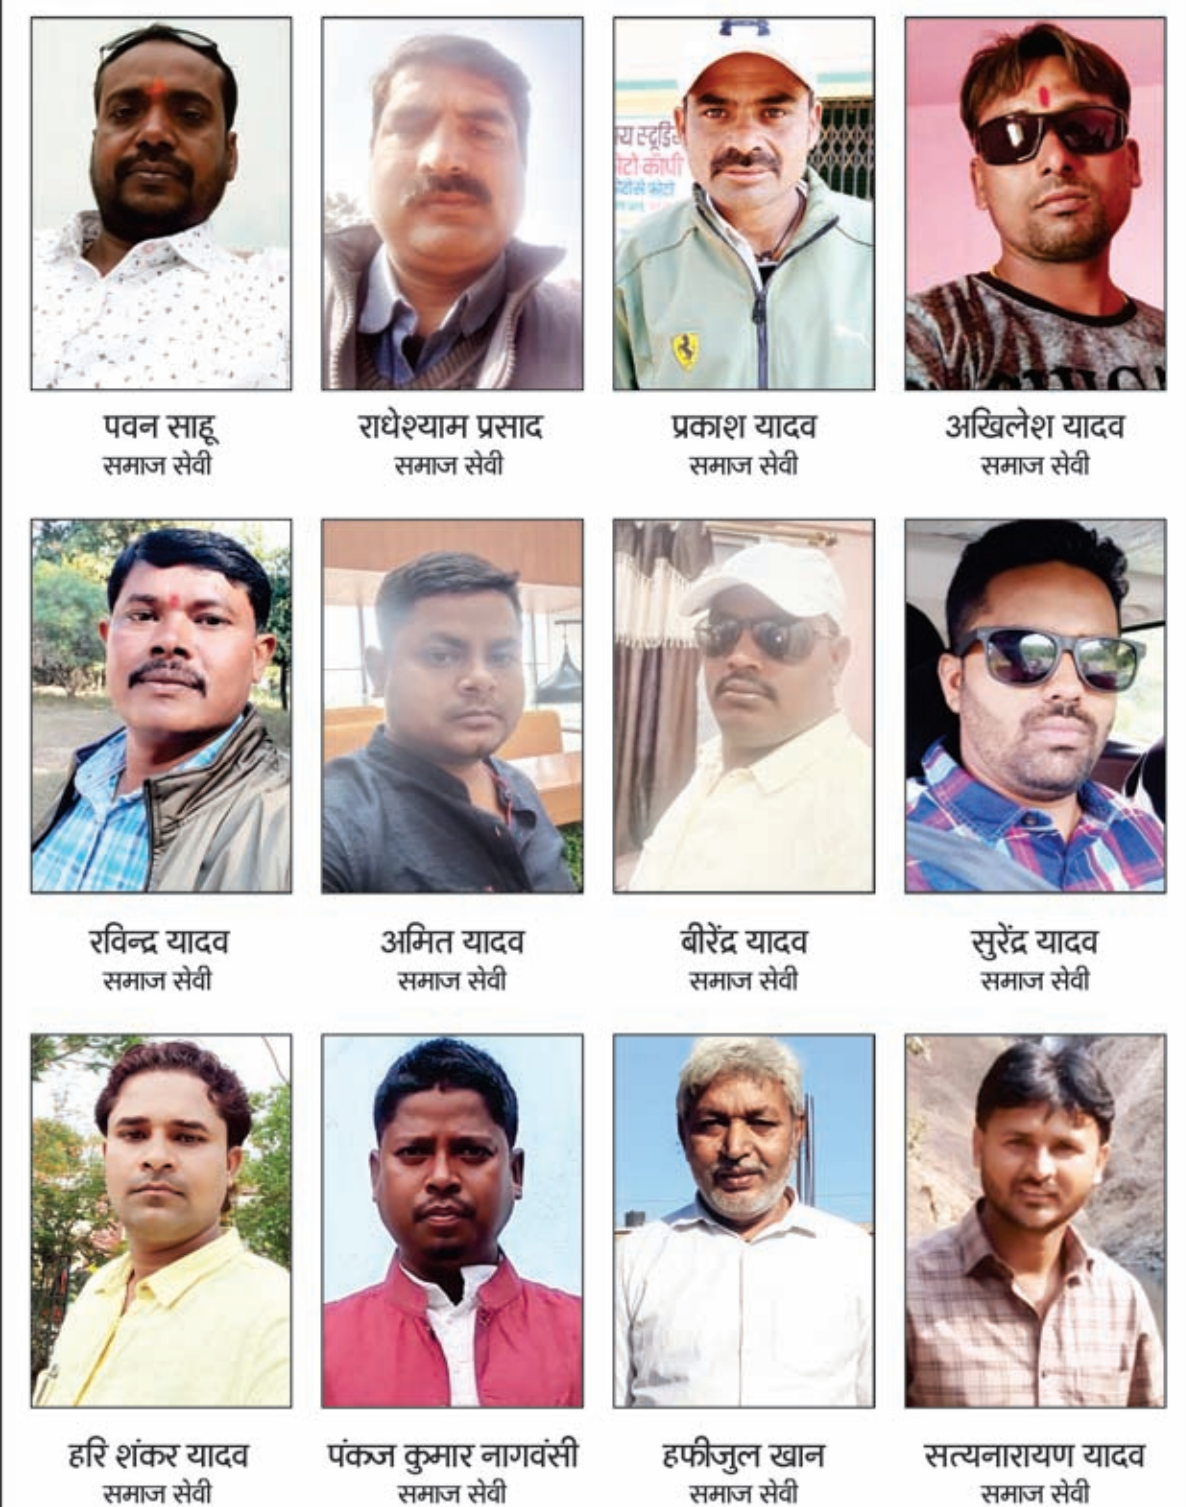 य स्टूडि
टो कॉपी
पवन साहू
समाज सेवी
राधेश्याम प्रसाद
समाज सेवी
प्रकाश यादव
समाज सेवी
अखिलेश यादव
समाज सेवी
रविन्द्र यादव
समाज सेवी
अमित यादव
समाज सेवी
बीरेंद्र यादव
समाज सेवी
सुरेंद्र यादव
समाज सेवी
हरि शंकर यादव
समाज सेवी
पंकज कुमार नागवंसी
समाज सेवी
हफीजुल खान
समाज सेवी
सत्यनारायण यादव
समाज सेवी